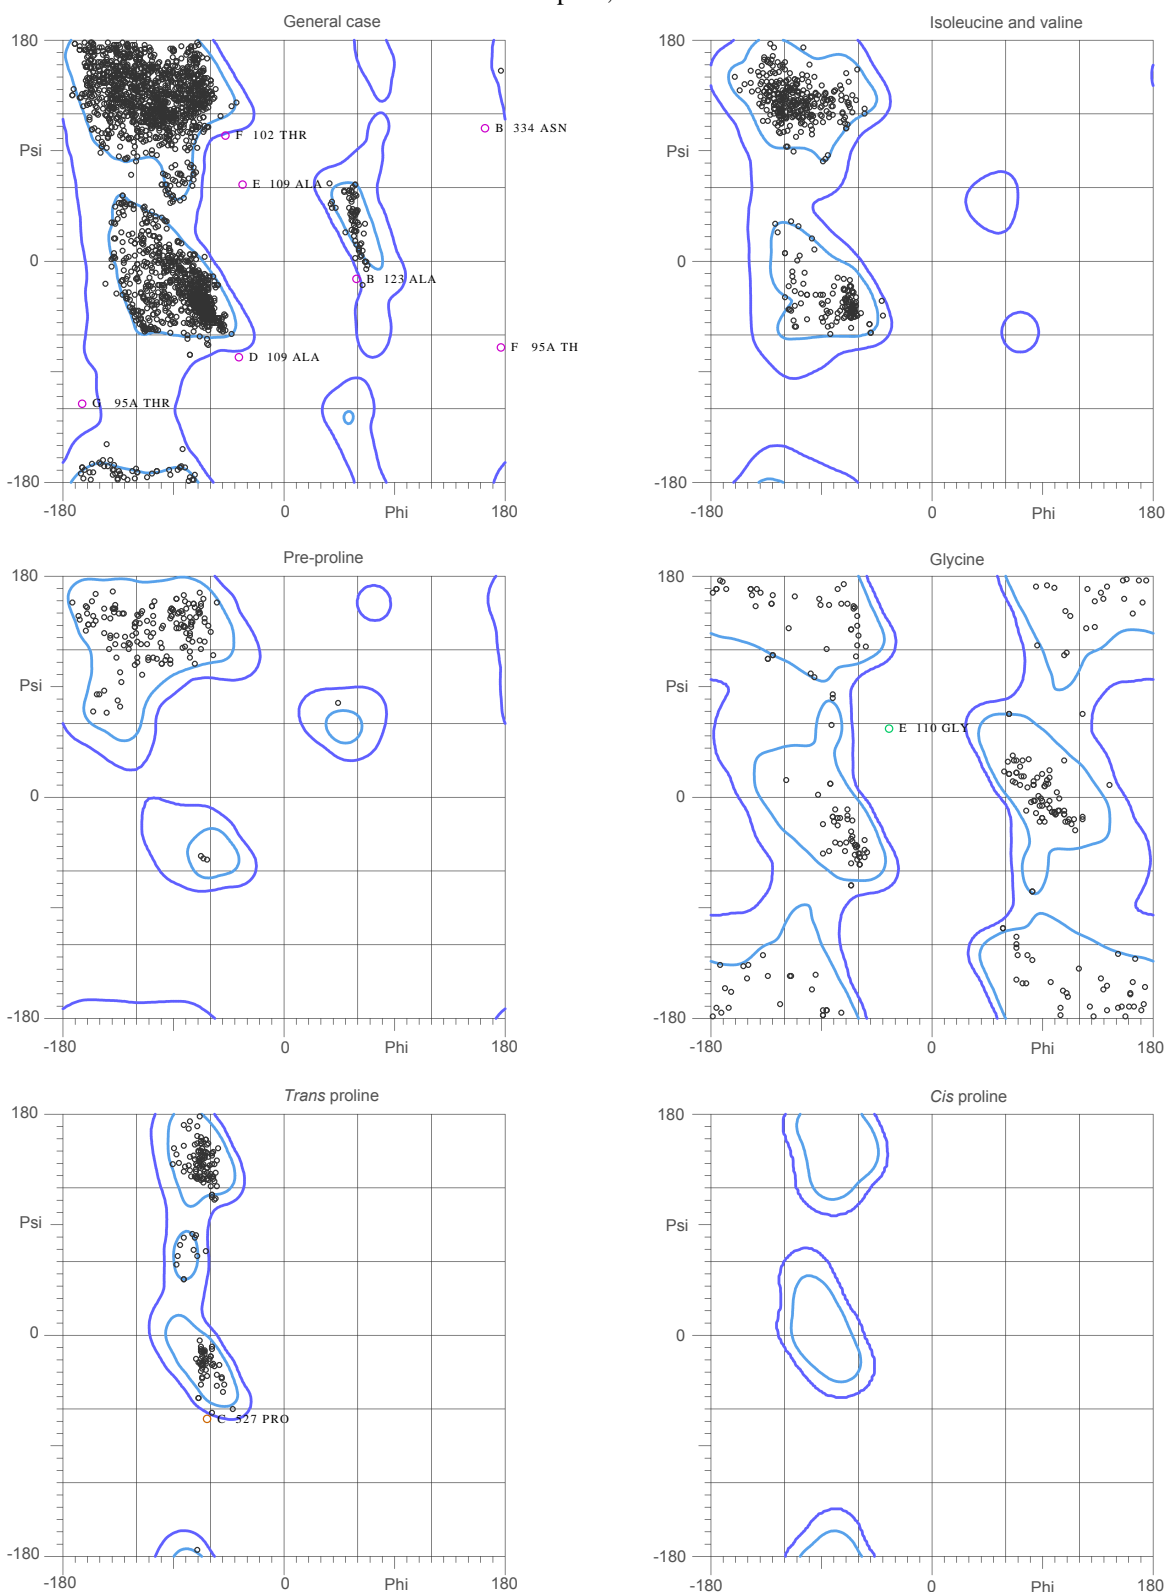 General case
180
Psi
0
-180
-180
0
Phi
180
F 102 THR
B 334 ASN
E 109 ALA
B 123 ALA
F 95A TH
D 109 ALA
G 95A THR
Isoleucine and valine
180
Psi
0
-180
-180
0
Phi
180
Pre-proline
180
Psi
0
-180
-180
0
Phi
180
Glycine
180
Psi
0
-180
-180
0
Phi
180
E 110 GLY
Trans proline
180
Psi
0
-180
-180
0
Phi
180
C 527 PRO
Cis proline
180
Psi
0
-180
-180
0
Phi
180